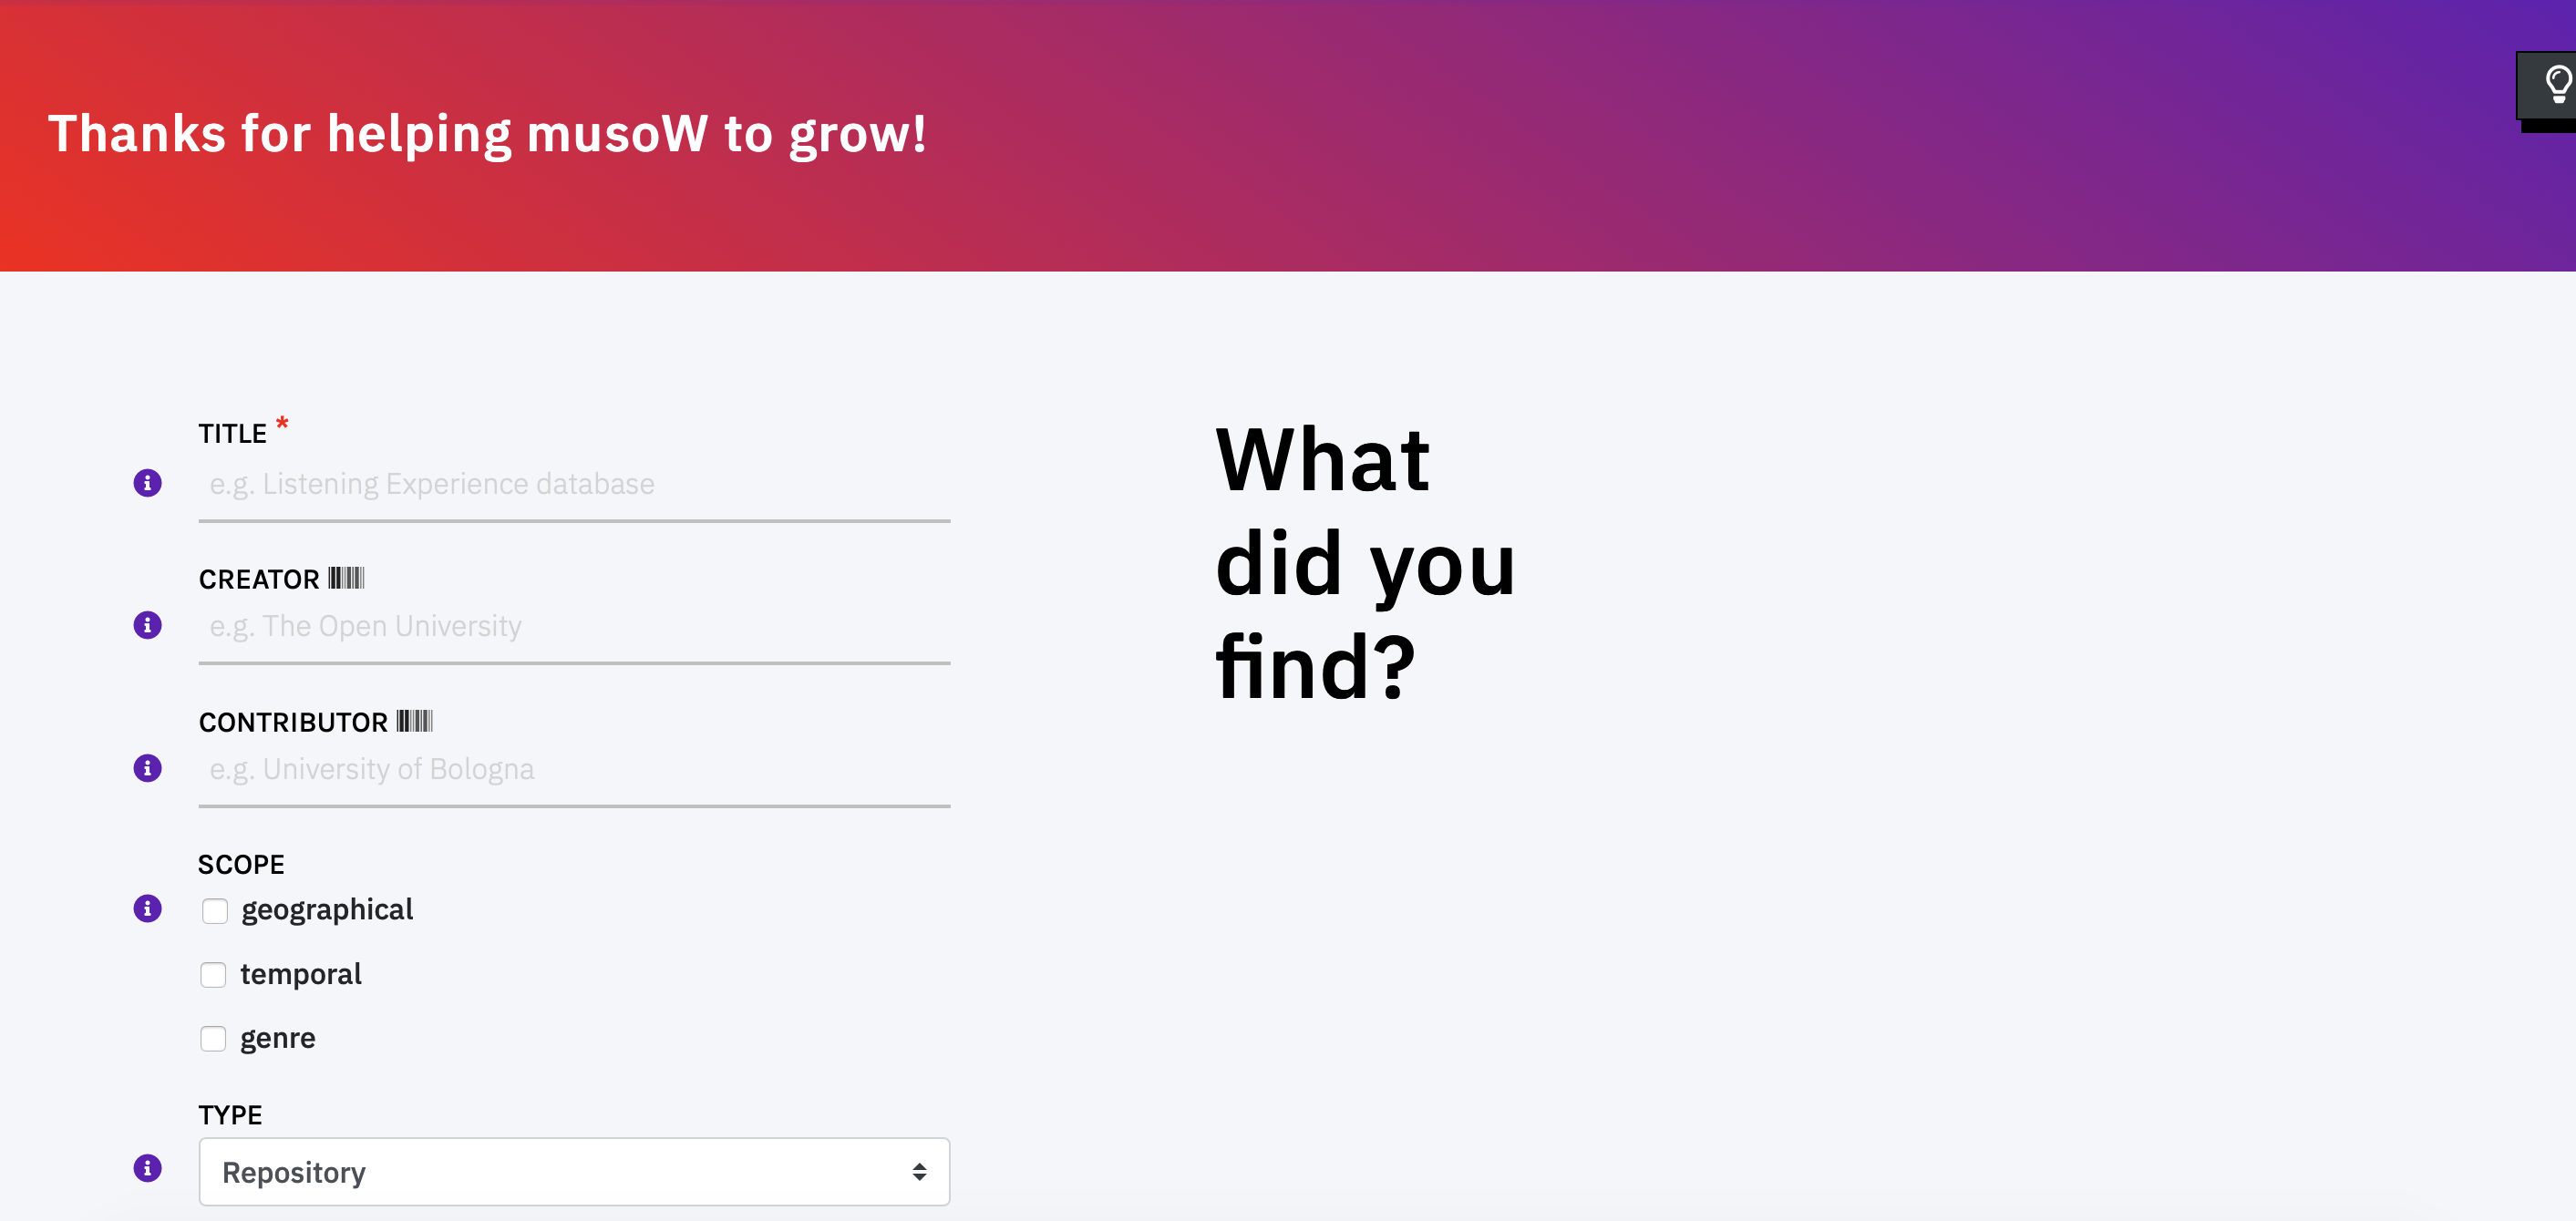 Thanks for helping musoW to grow!
TITLE *
e.g. Listening Experience database
CREATOR
e.g. The Open University
CONTRIBUTOR
e.g. University of Bologna
SCOPE
geographical
temporal
genre
TYPE
Repository
What
did you
find?